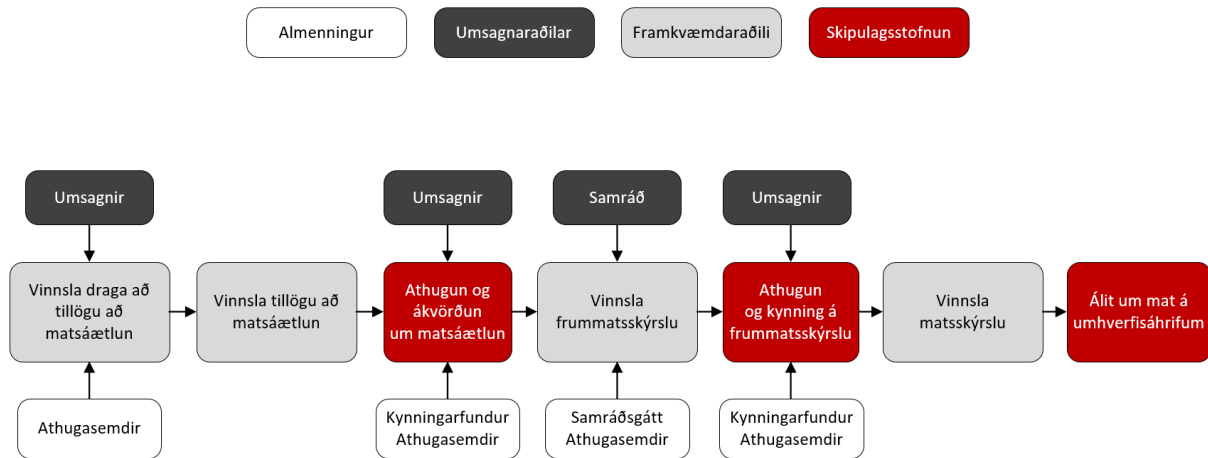 Almenningur
Umsagnaraðilar
Framkvæmdaraðili
Skipulagsstofnun
Umsagnir
Umsagnir
Samráð
Umsagnir
Vinnsla draga að
tillögu að
matsáætlun
Vinnsla tillögu að
matsáætlun
Athugun og
ákvörðun
um matsáætlun
Vinnsla
frummatsskýrslu
Athugun
og kynning á
frummatsskýrslu
Vinnsla
matsskýrslu
Álit um mat á
umhverfisáhrifum
Athugasemdir
Kynningarfundur
Athugasemdir
Samráðsgátt
Athugasemdir
Kynningarfundur
Athugasemdir